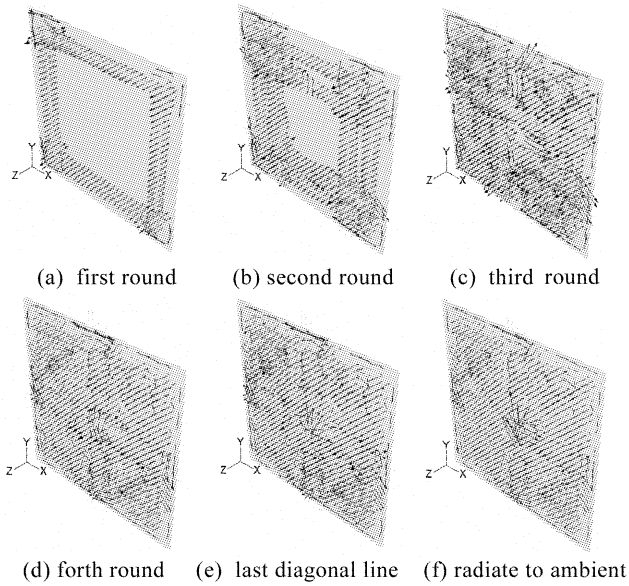 Y
Z X
Y
Z X
Y
Z X
(a) first round
(b) second round
(c) third round
Y
Z X
Y
Z X
Y
Z X
(d) forth round
(e) last diagonal line
(f) radiate to ambient